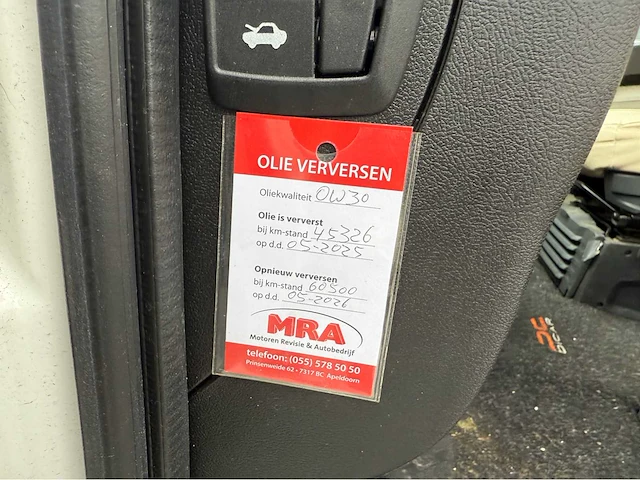 OLIE VERVERSEN
Oliekwaliteit 0W30
Olie is ververst
bij km-stand 45326
op d.d. 05-2025
Opnieuw verversen
bij km-stand 60500
op d.d. 05-2026
MRA
Motoren Revisie & Autobedrijf
telefoon: (055) 578 50 50
Prinsenweide 62 • 7317 BC Apeldoorn
DICAR